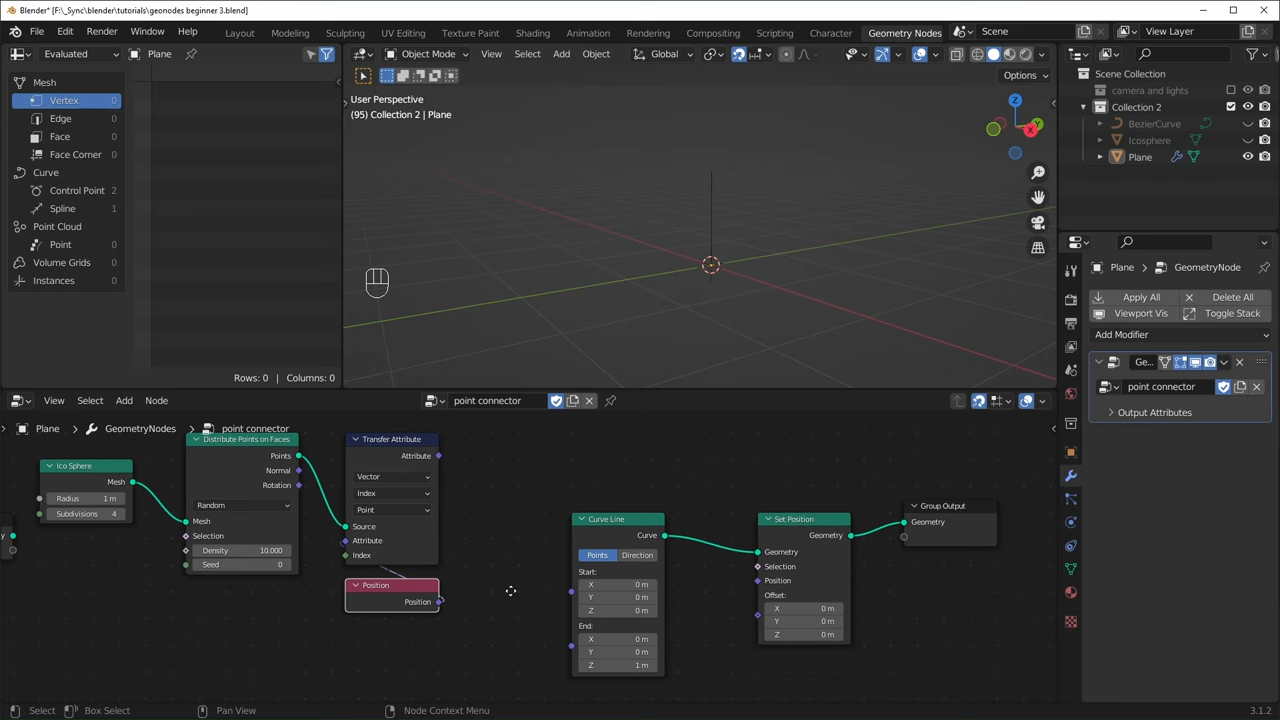 Blender* [F:\_Sync\blender\tutorials\geonodes beginner 3.blend]
File Edit Render Window Help Layout Modeling Sculpting UV Editing Texture Paint Shading Animation Rendering Compositing Scripting Character Geometry Nodes Scene View Layer
Evaluated Plane
Object Mode View Select Add Object Global
Options
Mesh
Vertex 0
Edge 0
Face 0
Face Corner 0
Curve
Control Point 2
Spline 1
Point Cloud
Point 0
Volume Grids
Instances 0
Rows: 0 | Columns: 0
User Perspective
(95) Collection 2 | Plane
Z
Y
X
Scene Collection
camera and lights
Collection 2
BezierCurve
Icosphere
Plane
Plane GeometryNode
Apply All Delete All
Viewport Vis Toggle Stack
Add Modifier
Ge...
point connector
Output Attributes
View Select Add Node point connector
Plane GeometryNodes point connector
Ico Sphere
Mesh
Radius 1 m
Subdivisions 4
Distribute Points on Faces
Points
Normal
Rotation
Random
Mesh
Selection
Density 10.000
Seed 0
Transfer Attribute
Attribute
Vector
Index
Point
Source
Attribute
Index
Position
Position
Curve Line
Curve
Points Direction
Start:
X 0 m
Y 0 m
Z 0 m
End:
X 0 m
Y 0 m
Z 1 m
Set Position
Geometry
Geometry
Selection
Position
Offset:
X 0 m
Y 0 m
Z 0 m
Group Output
Geometry
Select Box Select Pan View Node Context Menu 3.1.2